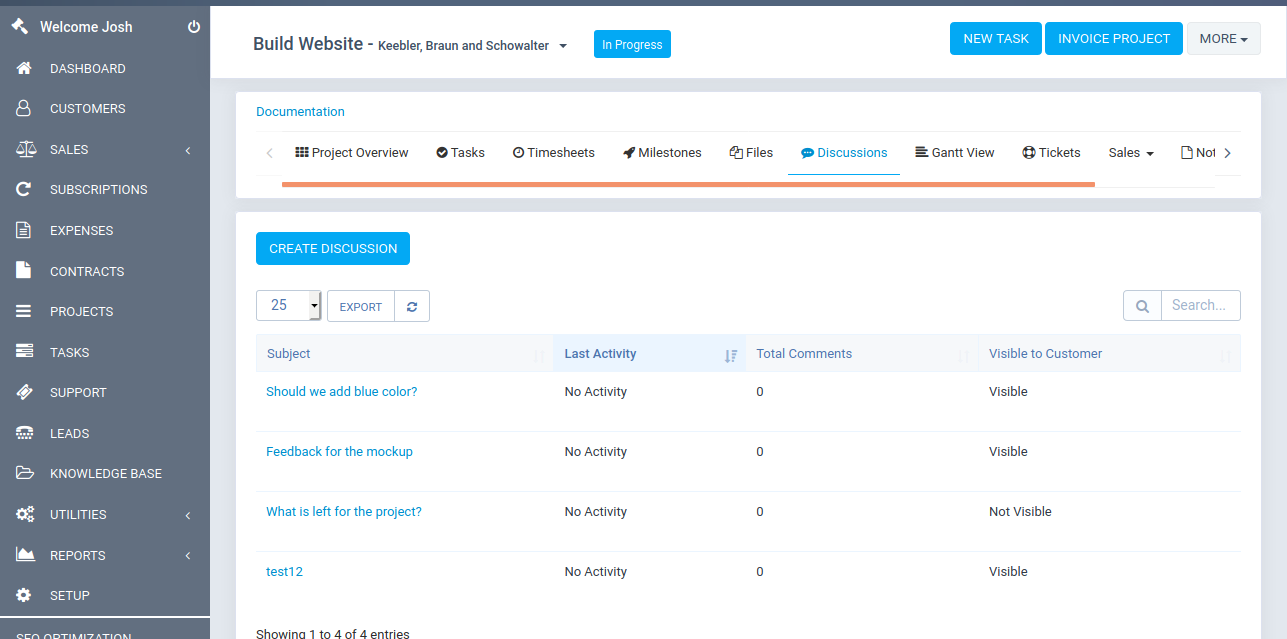 Welcome Josh
DASHBOARD
CUSTOMERS
SALES
SUBSCRIPTIONS
EXPENSES
CONTRACTS
PROJECTS
TASKS
SUPPORT
LEADS
KNOWLEDGE BASE
UTILITIES
REPORTS
SETUP
SEO OPTIMIZATION
Build Website - Keebler, Braun and Schowalter
In Progress
NEW TASK
INVOICE PROJECT
MORE
Documentation
Project Overview Tasks Timesheets Milestones Files Discussions Gantt View Tickets Sales Not
CREATE DISCUSSION
25 EXPORT Search...
Subject Last Activity Total Comments Visible to Customer
Should we add blue color? No Activity 0 Visible
Feedback for the mockup No Activity 0 Visible
What is left for the project? No Activity 0 Not Visible
test12 No Activity 0 Visible
Showing 1 to 4 of 4 entries